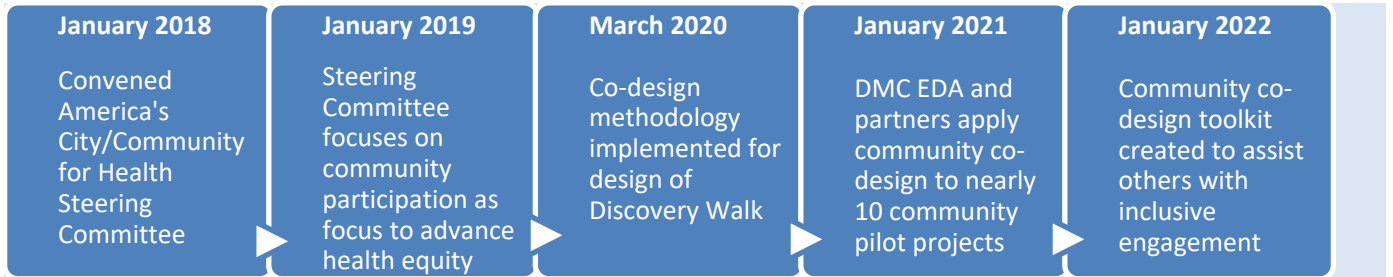 January 2018
Convened
America's
City/Community
for Health
Steering
Committee
January 2019
Steering
Committee
focuses on
community
participation as
focus to advance
health equity
March 2020
Co-design
methodology
implemented for
design of
Discovery Walk
January 2021
DMC EDA and
partners apply
community co-
design to nearly
10 community
pilot projects
January 2022
Community co-
design toolkit
created to assist
others with
inclusive
engagement